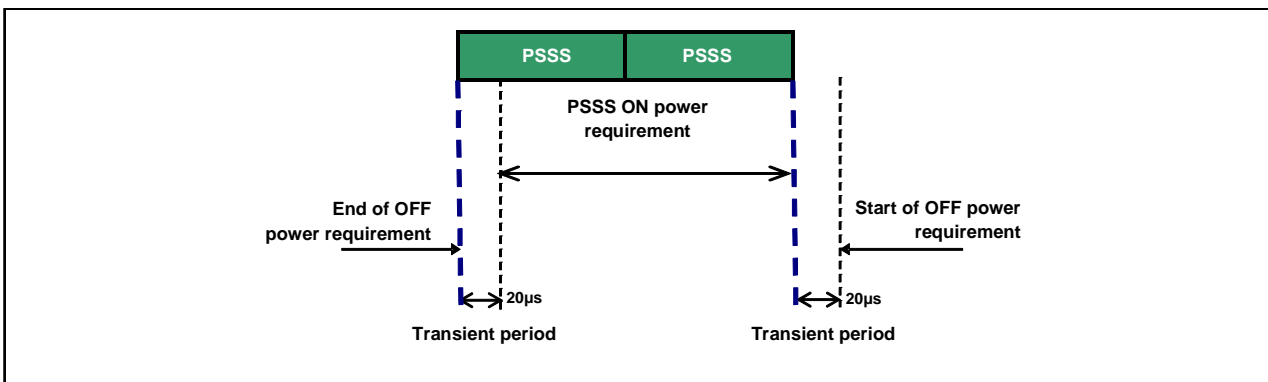 PSSS PSSS
PSSS ON power
requirement
End of OFF
power requirement
Start of OFF power
requirement
20µs
20µs
Transient period
Transient period